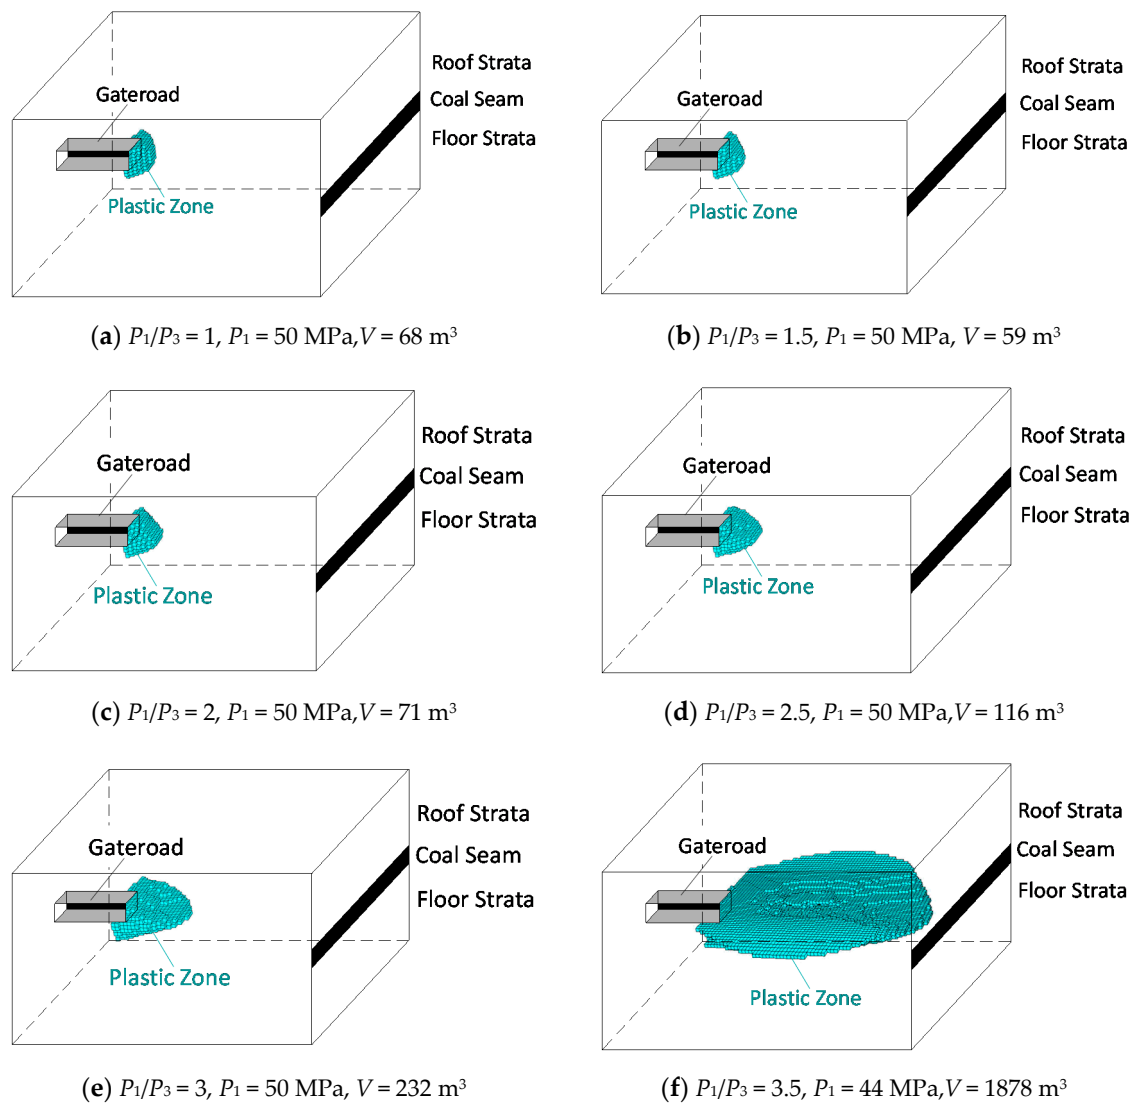 Roof Strata
Gateroad
Coal Seam
Floor Strata
Plastic Zone
(a) P1/P3 = 1, P1 = 50 MPa,V = 68 m³
Roof Strata
Gateroad
Coal Seam
Floor Strata
Plastic Zone
(b) P1/P3 = 1.5, P1 = 50 MPa, V = 59 m³
Roof Strata
Gateroad
Coal Seam
Floor Strata
Plastic Zone
(c) P1/P3 = 2, P1 = 50 MPa,V = 71 m³
Roof Strata
Gateroad
Coal Seam
Floor Strata
Plastic Zone
(d) P1/P3 = 2.5, P1 = 50 MPa,V = 116 m³
Roof Strata
Gateroad
Coal Seam
Floor Strata
Plastic Zone
(e) P1/P3 = 3, P1 = 50 MPa, V = 232 m³
Roof Strata
Gateroad
Coal Seam
Floor Strata
Plastic Zone
(f) P1/P3 = 3.5, P1 = 44 MPa,V = 1878 m³